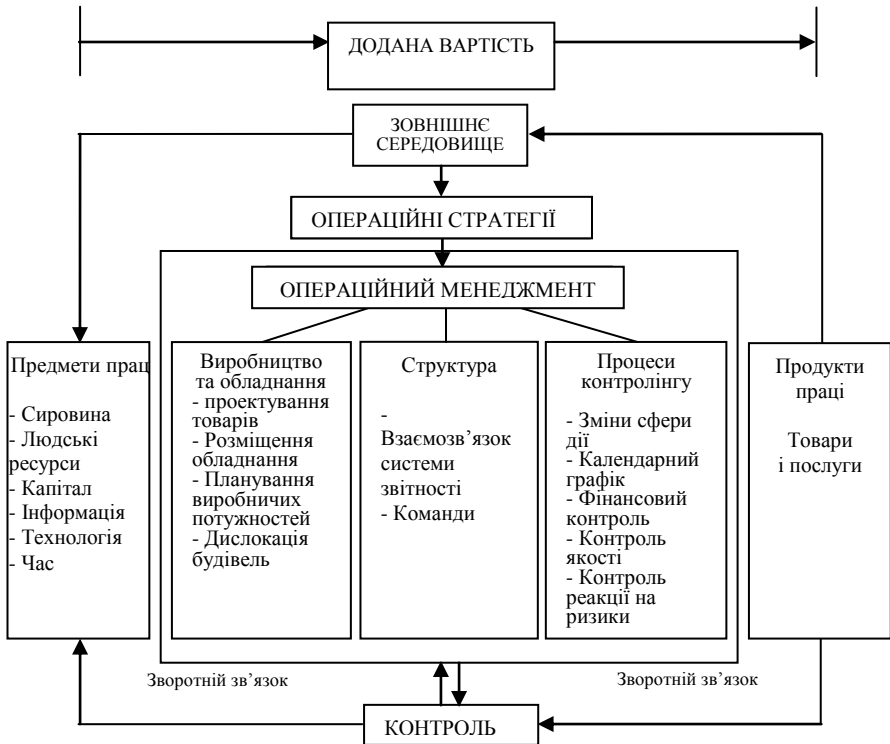 ДОДАНА ВАРТІСТЬ
ЗОВНІШНЄ
СЕРЕДОВИЩЕ
ОПЕРАЦІЙНІ СТРАТЕГІЇ
ОПЕРАЦІЙНИЙ МЕНЕДЖМЕНТ
Предмети прац
- Сировина
- Людські
ресурси
- Капітал
- Інформація
- Технологія
- Час
Виробництво
та обладнання
- проектування
товарів
- Розміщення
обладнання
- Планування
виробничих
потужностей
- Дислокація
будівель
Структура
-
Взаємозв’язок
системи
звітності
- Команди
Процеси
контролінгу
- Зміни сфери
дії
- Календарний
графік
- Фінансовий
контроль
- Контроль
якості
- Контроль
реакції на
ризики
Продукти
праці
Товари
і послуги
Зворотній зв’язок
Зворотній зв’язок
КОНТРОЛЬ